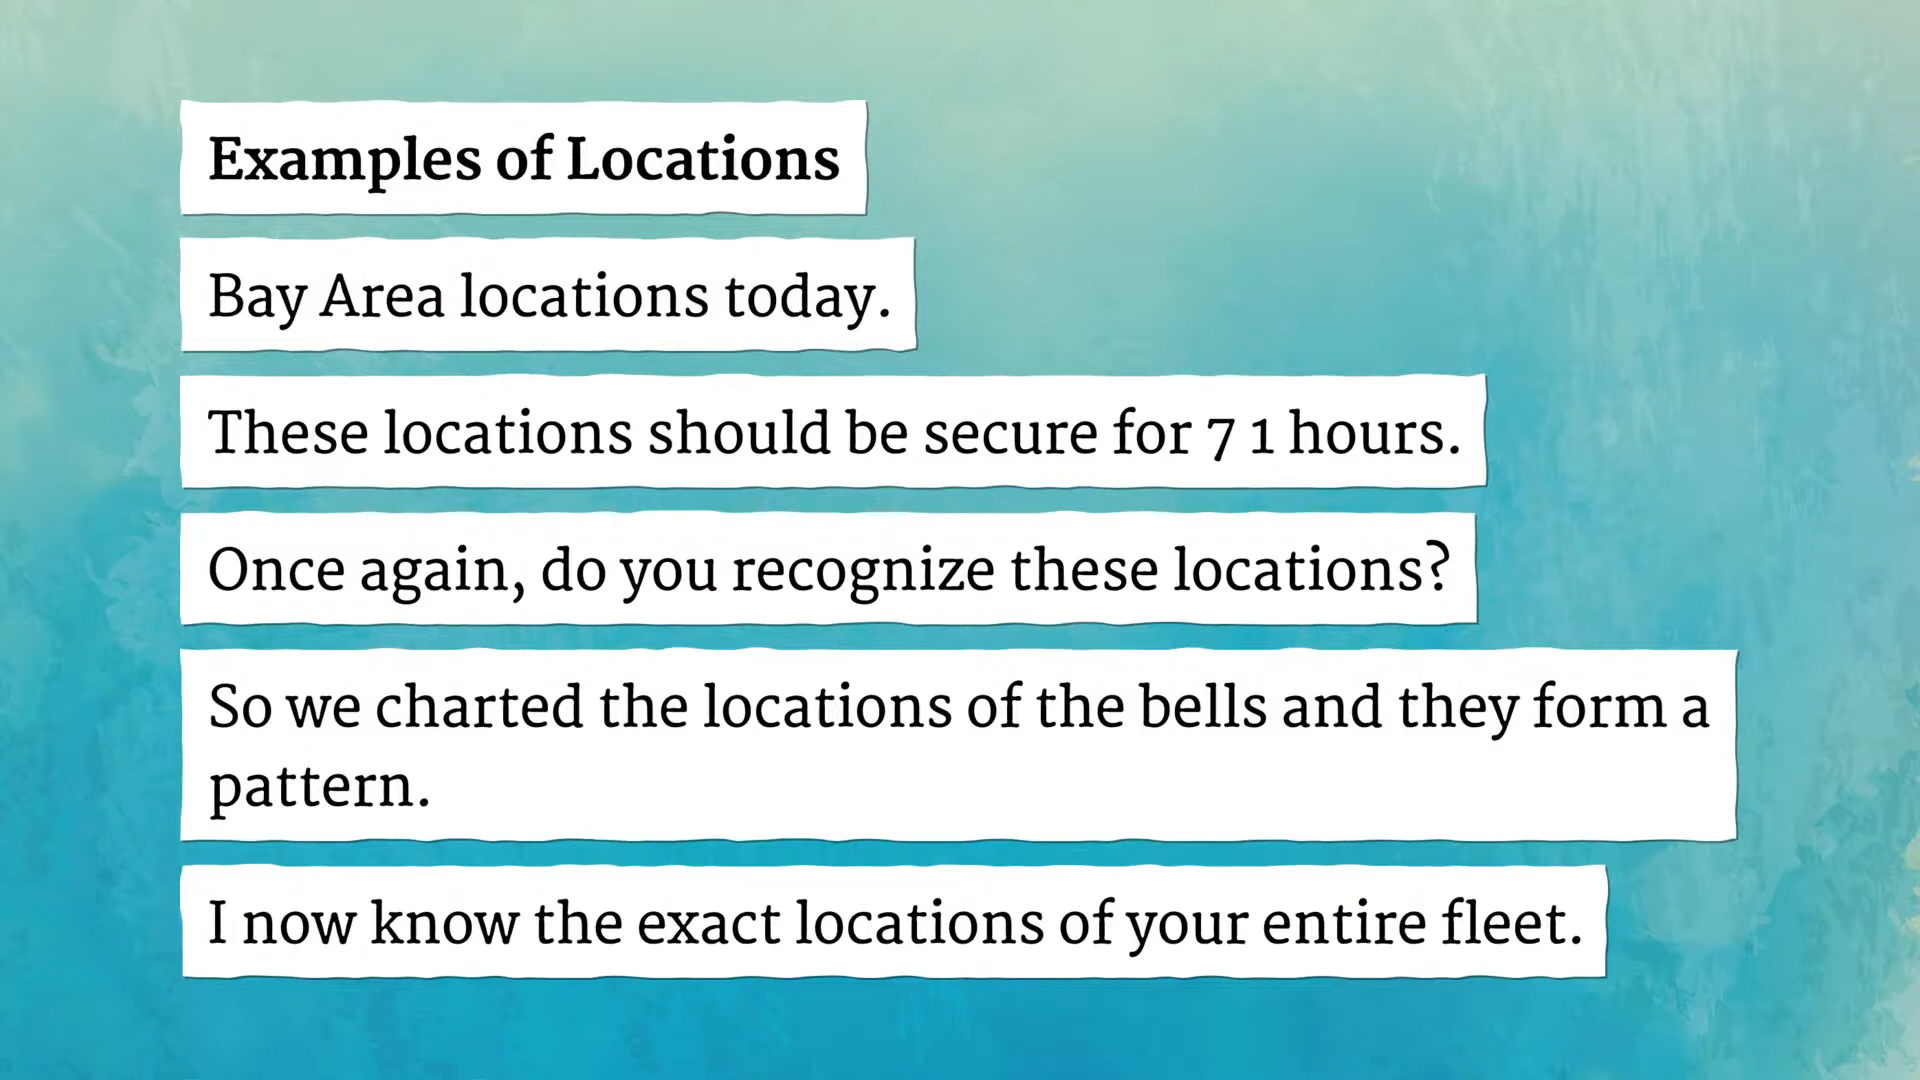 Examples of Locations
Bay Area locations today.
These locations should be secure for 7 1 hours.
Once again, do you recognize these locations?
So we charted the locations of the bells and they form a
pattern.
I now know the exact locations of your entire fleet.